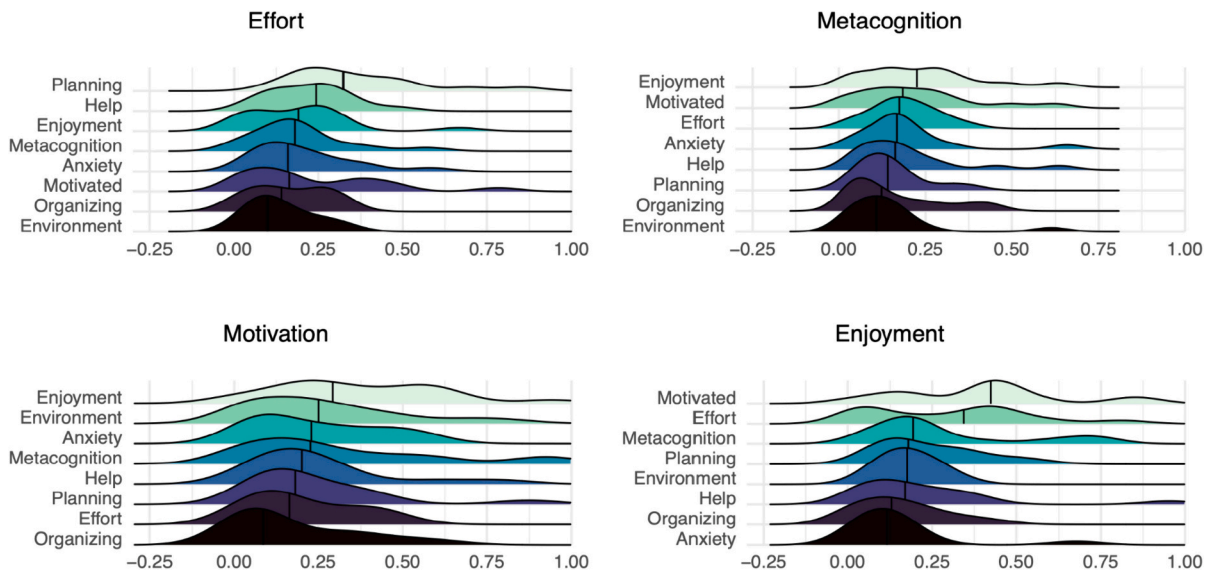 Effort
Planning
Help
Enjoyment
Metacognition
Anxiety
Motivated
Organizing
Environment
−0.25 0.00 0.25 0.50 0.75 1.00
Metacognition
Enjoyment
Motivated
Effort
Anxiety
Help
Planning
Organizing
Environment
−0.25 0.00 0.25 0.50 0.75 1.00
Motivation
Enjoyment
Environment
Anxiety
Metacognition
Help
Planning
Effort
Organizing
−0.25 0.00 0.25 0.50 0.75 1.00
Enjoyment
Motivated
Effort
Metacognition
Planning
Environment
Help
Organizing
Anxiety
−0.25 0.00 0.25 0.50 0.75 1.00